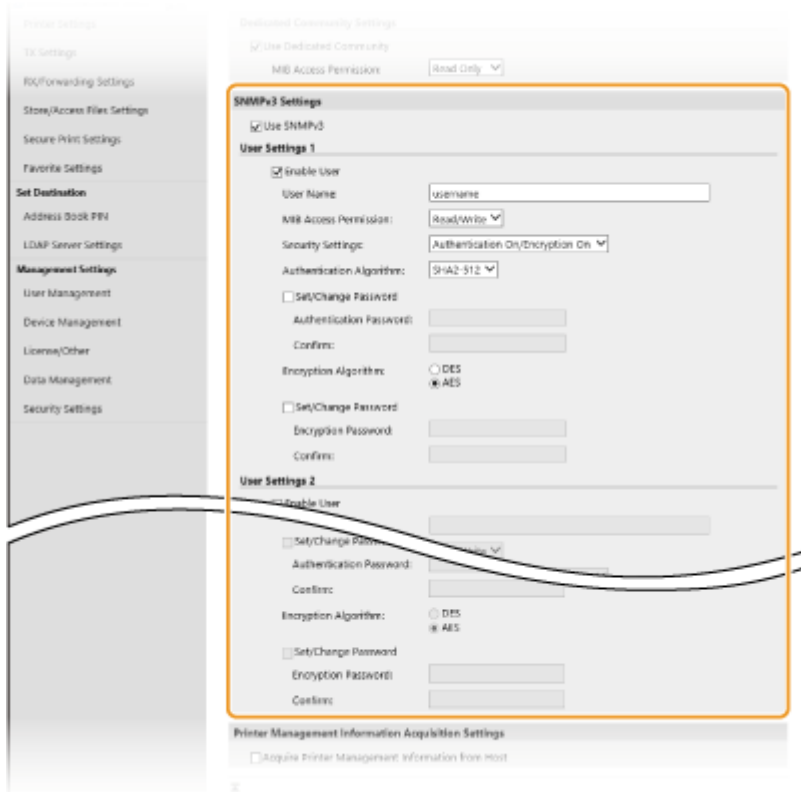 Printer Settings
TX Settings
RX/Forwarding Settings
Store/Access Files Settings
Secure Print Settings
Favorite Settings
Set Destination
Address Book PIN
LDAP Server Settings
Management Settings
User Management
Device Management
License/Other
Data Management
Security Settings
Dedicated Community Settings
Use Dedicated Community
MIB Access Permission: Read Only
SNMPv3 Settings
Use SNMPv3
User Settings 1
Enable User
User Name: username
MIB Access Permission: Read/Write
Security Settings: Authentication On/Encryption On
Authentication Algorithm: SHA2-512
Set/Change Password
Authentication Password:
Confirm:
Encryption Algorithm: DES
AES
Set/Change Password
Encryption Password:
Confirm:
User Settings 2
Enable User
Set/Change
Authentication Password:
Confirm:
Encryption Algorithm: DES
AES
Set/Change Password
Encryption Password:
Confirm:
Printer Management Information Acquisition Settings
Acquire Printer Management Information from Host